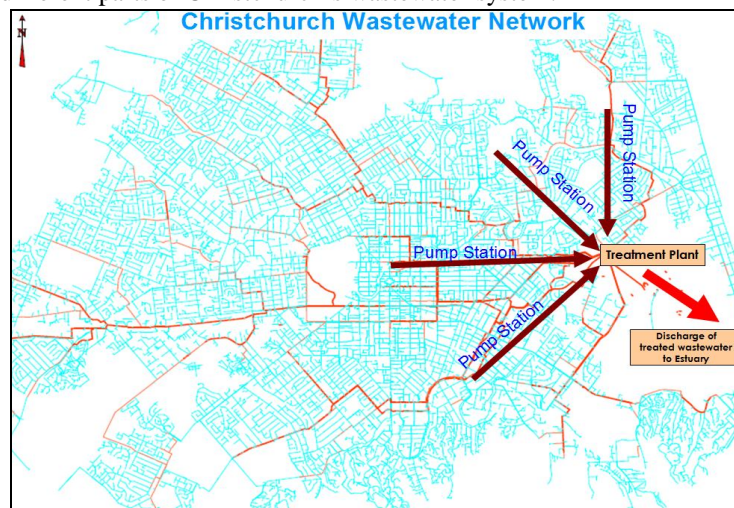 Christchurch Wastewater Network
N
Pump Station
Pump Station
Pump Station
Treatment Plant
Pump Station
Discharge of
treated wastewater
to Estuary